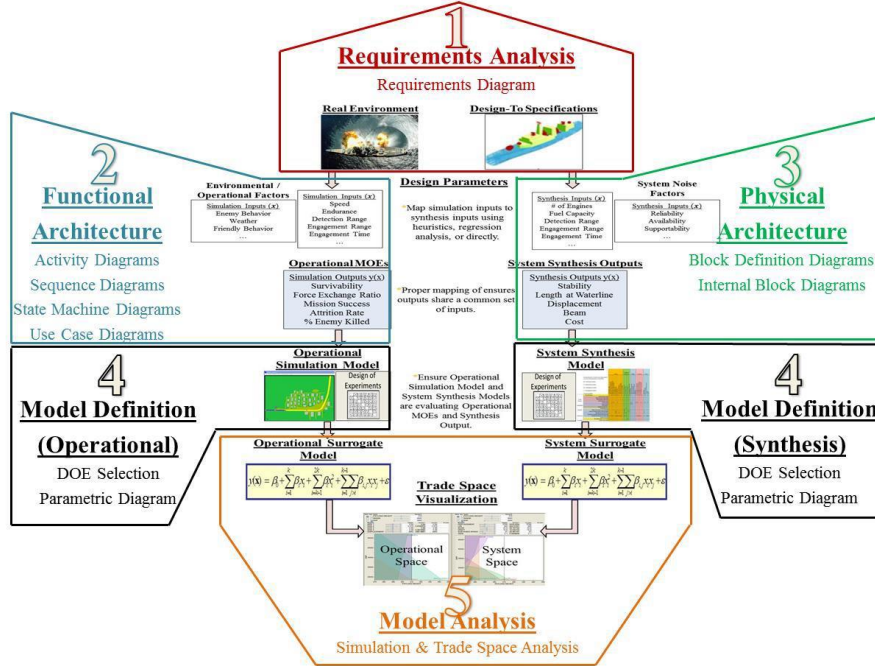 1
Requirements Analysis
Requirements Diagram
Real Environment
Design-To Specifications
2
Functional
Architecture
Activity Diagrams
Sequence Diagrams
State Machine Diagrams
Use Case Diagrams
Environmental /
Operational Factors
Simulation Inputs (x)
Enemy Behavior
Weather
Friendly Behavior
...
Simulation Inputs (x)
Speed
Endurance
Detection Range
Engagement Range
Engagement Time
...
Design Parameters
*Map simulation inputs to
synthesis inputs using
heuristics, regression
analysis, or directly.
Synthesis Inputs (x)
# of Engines
Fuel Capacity
Detection Range
Engagement Range
Engagement Time
...
System Noise
Factors
Synthesis Inputs (x)
Reliability
Availability
Supportability
...
3
Physical
Architecture
Block Definition Diagrams
Internal Block Diagrams
Operational MOEs
Simulation Outputs y(x)
Survivability
Force Exchange Ratio
Mission Success
Attrition Rate
% Enemy Killed
*Proper mapping of ensures
outputs share a common set
of inputs.
System Synthesis Outputs
Synthesis Outputs y(x)
Stability
Length at Waterline
Displacement
Beam
Cost
4
Model Definition
(Operational)
DOE Selection
Parametric Diagram
Operational
Simulation Model
Design of
Experiments
*Ensure Operational
Simulation Model and
System Synthesis Models
are evaluating Operational
MOEs and Synthesis
Output.
System Synthesis
Model
Design of
Experiments
4
Model Definition
(Synthesis)
DOE Selection
Parametric Diagram
Operational Surrogate
Model
System Surrogate
Model
Trade Space
Visualization
Operational
Space
System
Space
5
Model Analysis
Simulation & Trade Space Analysis